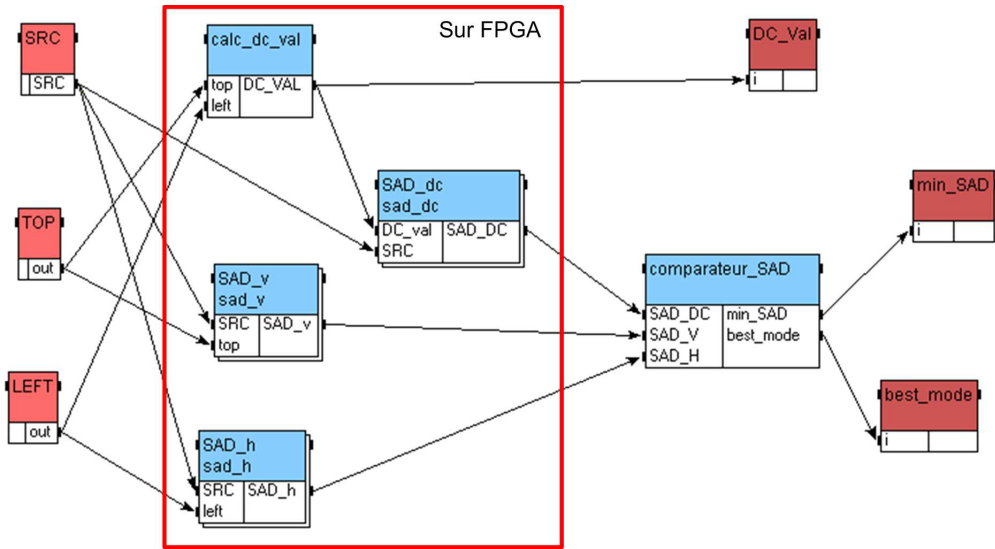 Sur FPGA
SRC
SRC
calc_dc_val
top DC_VAL
left
DC_Val
i
SAD_dc
sad_dc
DC_val SAD_DC
SRC
min_SAD
i
TOP
out
SAD_v
sad_v
SRC SAD_v
top
comparateur_SAD
SAD_DC min_SAD
SAD_V best_mode
SAD_H
LEFT
out
best_mode
i
SAD_h
sad_h
SRC SAD_h
left